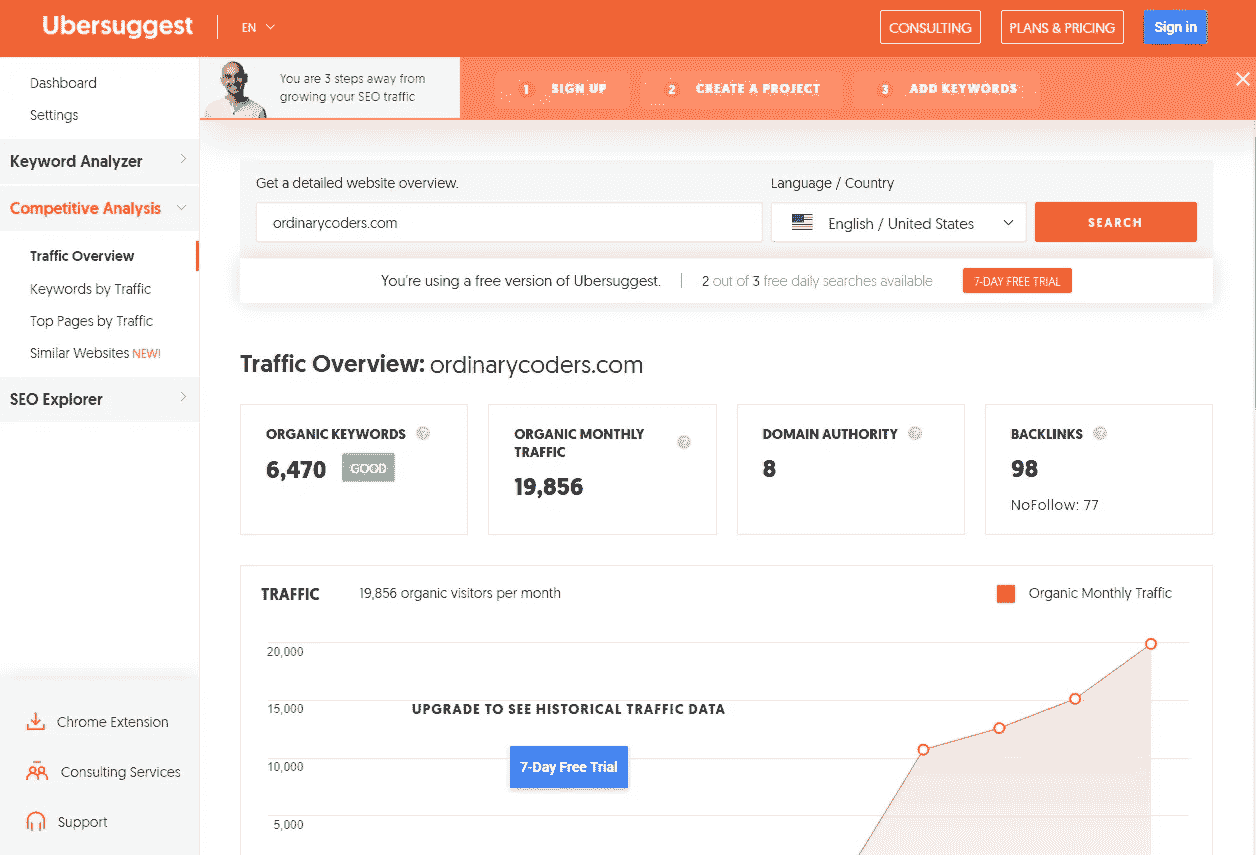 Ubersuggest
EN
CONSULTING
PLANS & PRICING
Sign in
Dashboard
Settings
Keyword Analyzer
Competitive Analysis
Traffic Overview
Keywords by Traffic
Top Pages by Traffic
Similar Websites NEW!
SEO Explorer
Chrome Extension
Consulting Services
Support
You are 3 steps away from
growing your SEO traffic
1 SIGN UP
2 CREATE A PROJECT
3 ADD KEYWORDS
Get a detailed website overview.
Language / Country
ordinarycoders.com
English / United States
SEARCH
You're using a free version of Ubersuggest.
2 out of 3 free daily searches available
7-DAY FREE TRIAL
Traffic Overview: ordinarycoders.com
ORGANIC KEYWORDS
6,470 GOOD
ORGANIC MONTHLY
TRAFFIC
19,856
DOMAIN AUTHORITY
8
BACKLINKS
98
NoFollow: 77
TRAFFIC
19,856 organic visitors per month
Organic Monthly Traffic
20,000
15,000
UPGRADE TO SEE HISTORICAL TRAFFIC DATA
10,000
7-Day Free Trial
5,000